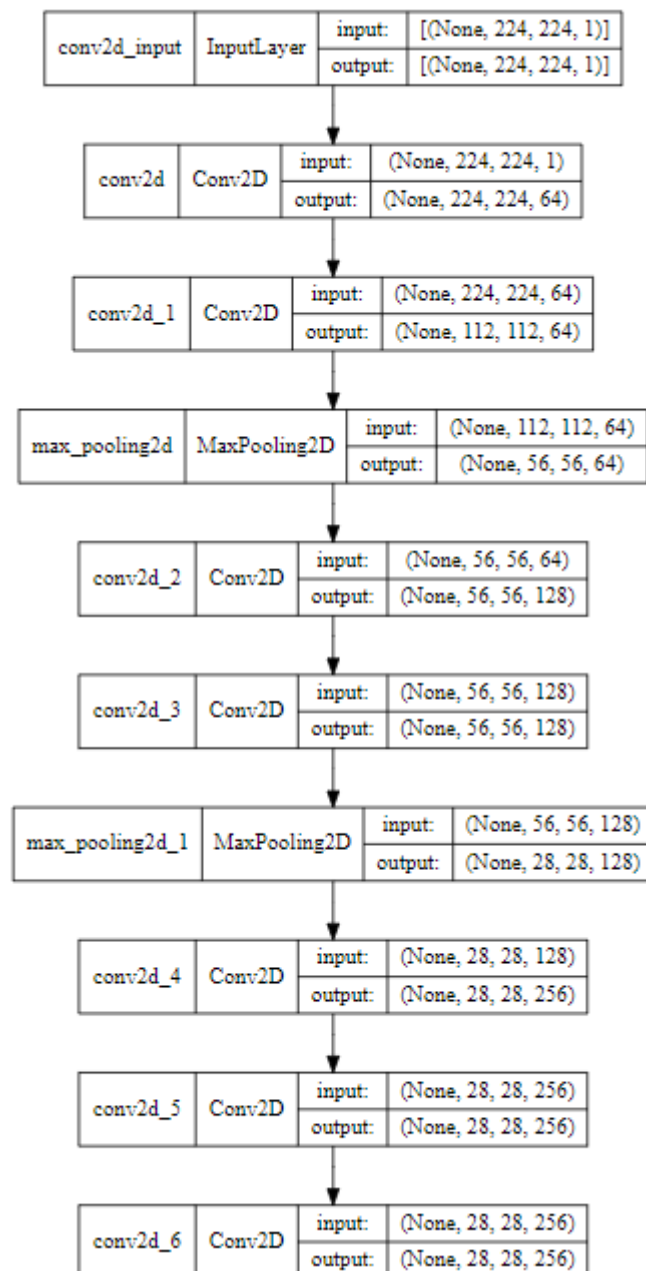 conv2d_input InputLayer input: [(None, 224, 224, 1)]
output: [(None, 224, 224, 1)]
conv2d Conv2D input: (None, 224, 224, 1)
output: (None, 224, 224, 64)
conv2d_1 Conv2D input: (None, 224, 224, 64)
output: (None, 112, 112, 64)
max_pooling2d MaxPooling2D input: (None, 112, 112, 64)
output: (None, 56, 56, 64)
conv2d_2 Conv2D input: (None, 56, 56, 64)
output: (None, 56, 56, 128)
conv2d_3 Conv2D input: (None, 56, 56, 128)
output: (None, 56, 56, 128)
max_pooling2d_1 MaxPooling2D input: (None, 56, 56, 128)
output: (None, 28, 28, 128)
conv2d_4 Conv2D input: (None, 28, 28, 128)
output: (None, 28, 28, 256)
conv2d_5 Conv2D input: (None, 28, 28, 256)
output: (None, 28, 28, 256)
conv2d_6 Conv2D input: (None, 28, 28, 256)
output: (None, 28, 28, 256)